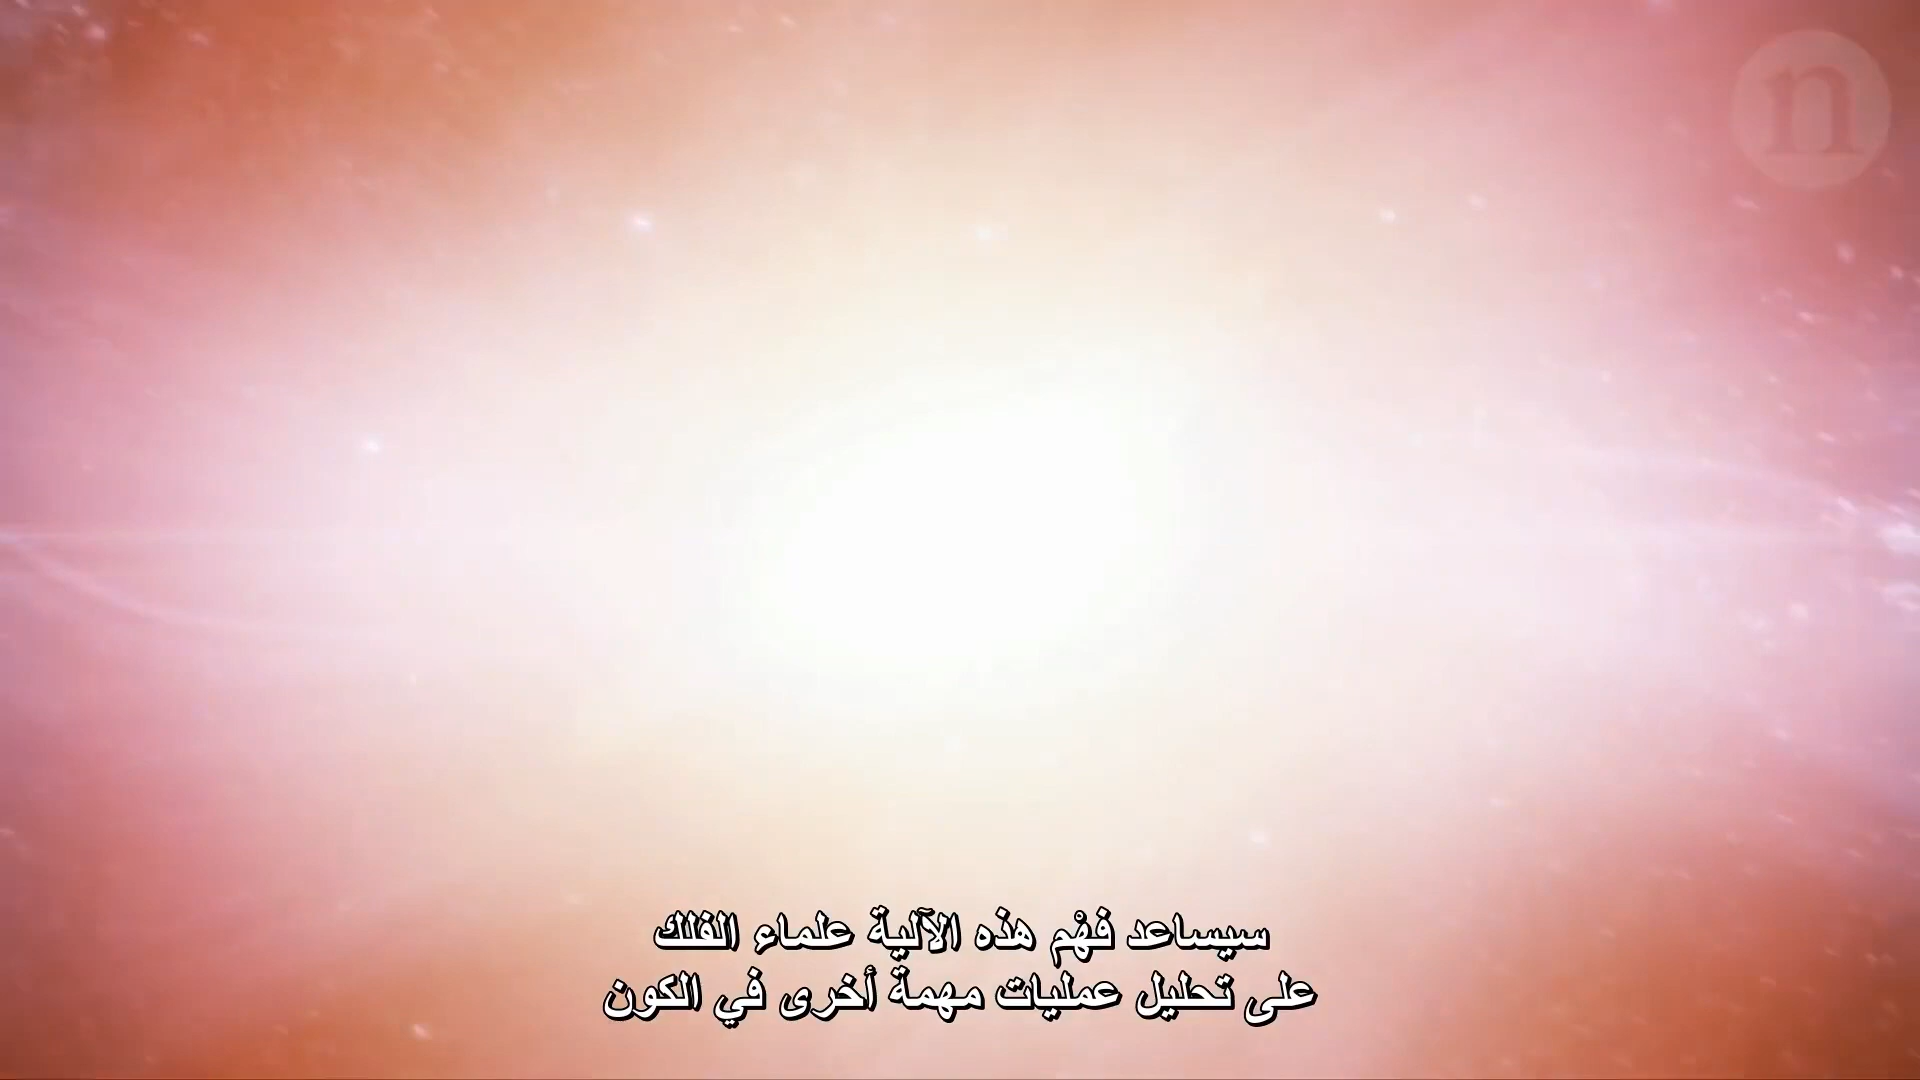 n
سيساعد فهْم هذه الآلية علماء الفلك
على تحليل عمليات مهمة أخرى في الكون